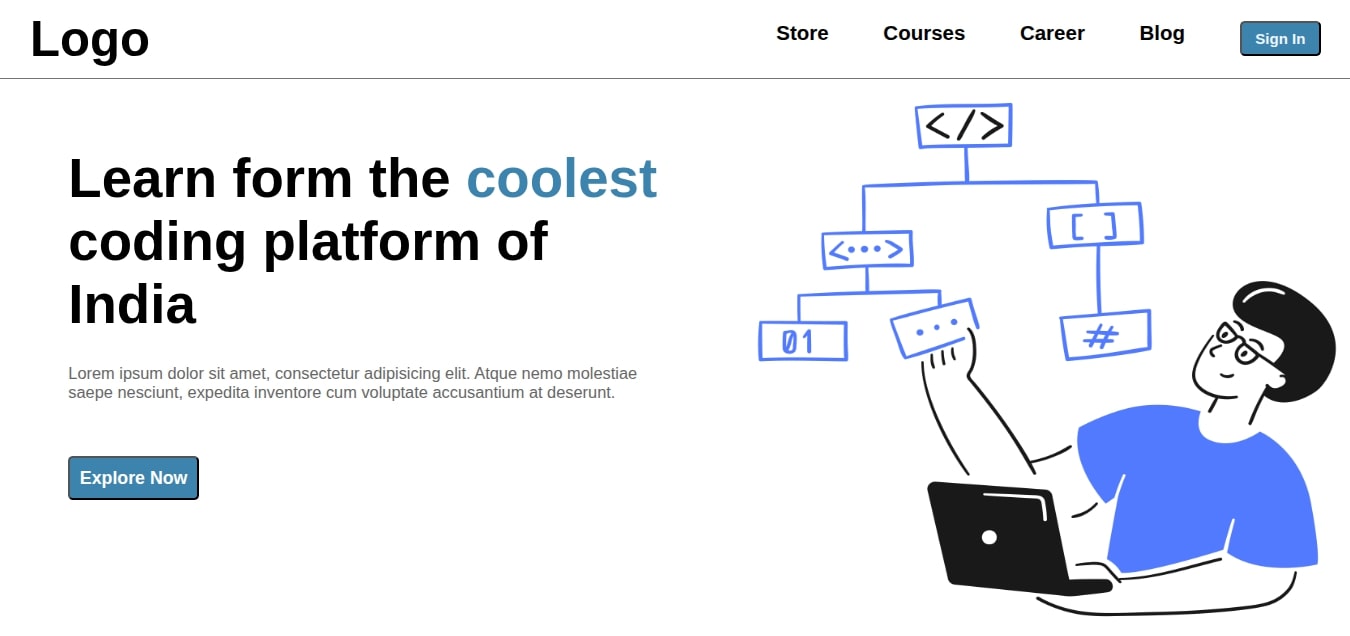 Logo
Store Courses Career Blog Sign In
</>
Learn form the coolest
coding platform of
India
[ ]
<•••>
01
•••
#
Lorem ipsum dolor sit amet, consectetur adipisicing elit. Atque nemo molestiae
saepe nesciunt, expedita inventore cum voluptate accusantium at deserunt.
Explore Now